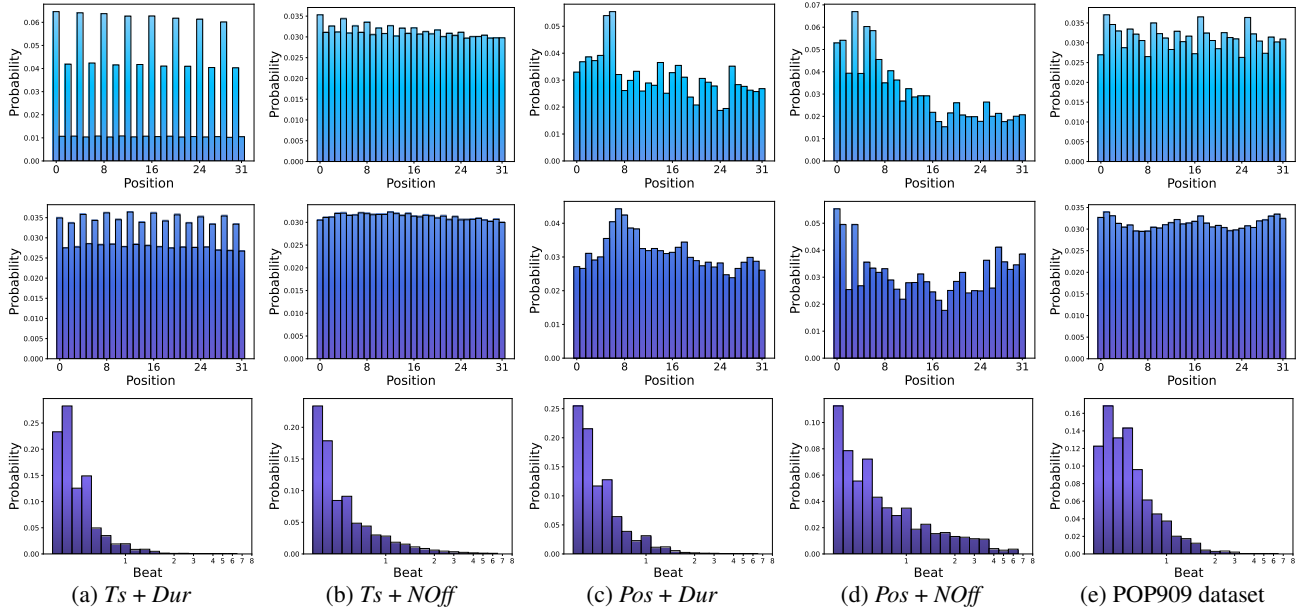 0.06
0.05
0.04
0.03
0.02
0.01
0.00
Probability
0 8 16 24 31
Position
0.035
0.030
0.025
0.020
0.015
0.010
0.005
0.000
Probability
0 8 16 24 31
Position
0.05
0.04
0.03
0.02
0.01
0.00
Probability
0 8 16 24 31
Position
0.07
0.06
0.05
0.04
0.03
0.02
0.01
0.00
Probability
0 8 16 24 31
Position
0.035
0.030
0.025
0.020
0.015
0.010
0.005
0.000
Probability
0 8 16 24 31
Position
0.035
0.030
0.025
0.020
0.015
0.010
0.005
0.000
Probability
0 8 16 24 31
Position
0.030
0.025
0.020
0.015
0.010
0.005
0.000
Probability
0 8 16 24 31
Position
0.04
0.03
0.02
0.01
0.00
Probability
0 8 16 24 31
Position
0.05
0.04
0.03
0.02
0.01
0.00
Probability
0 8 16 24 31
Position
0.035
0.030
0.025
0.020
0.015
0.010
0.005
0.000
Probability
0 8 16 24 31
Position
0.25
0.20
0.15
0.10
0.05
0.00
Probability
1 2 3 4 5 6 7 8
Beat
0.20
0.15
0.10
0.05
0.00
Probability
1 2 3 4 5 6 7 8
Beat
0.25
0.20
0.15
0.10
0.05
0.00
Probability
1 2 3 4 5 6 7 8
Beat
0.10
0.08
0.06
0.04
0.02
0.00
Probability
1 2 3 4 5 6 7 8
Beat
0.16
0.14
0.12
0.10
0.08
0.06
0.04
0.02
0.00
Probability
1 2 3 4 5 6 7 8
Beat
(a) Ts + Dur
(b) Ts + NOff
(c) Pos + Dur
(d) Pos + NOff
(e) POP909 dataset